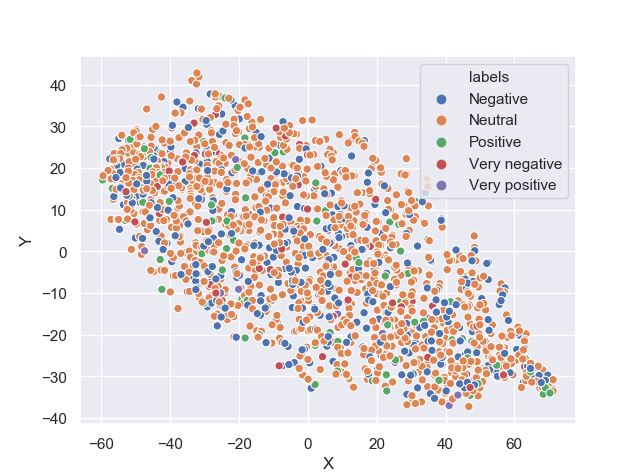 labels
Negative
Neutral
Positive
Very negative
Very positive
40
30
20
10
0
−10
−20
−30
−40
Y
−60 −40 −20 0 20 40 60
X